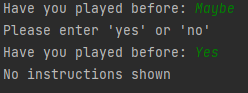 Have you played before: Maybe
Please enter 'yes' or 'no'
Have you played before: Yes
No instructions shown